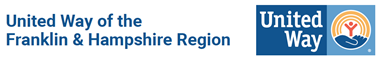 United Way of the
Franklin & Hampshire Region
United
Way